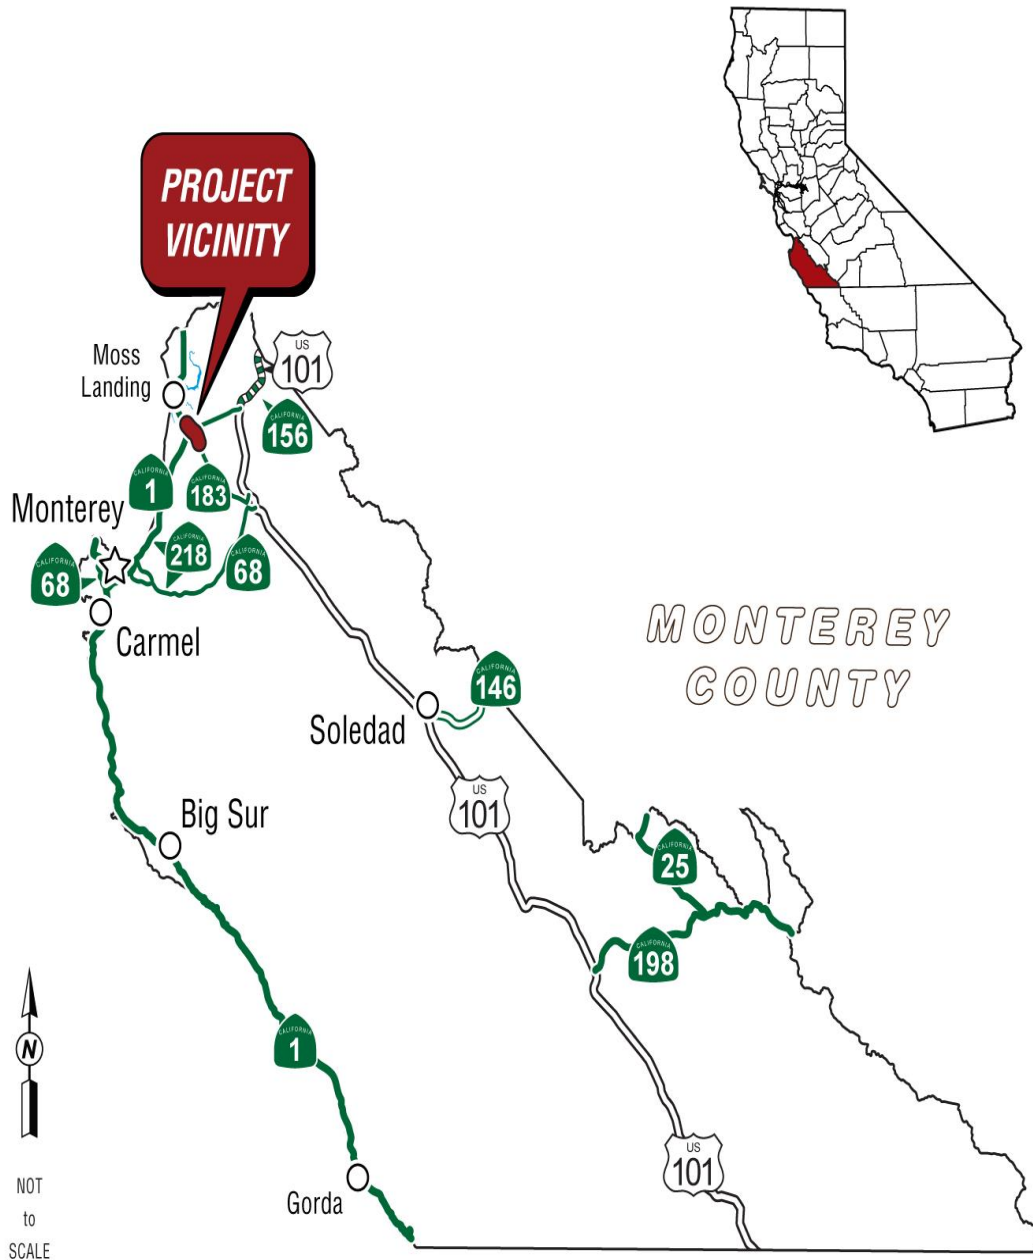 PROJECT
VICINITY
Moss
Landing
US
101
CALIFORNIA
156
CALIFORNIA
1
CALIFORNIA
183
Monterey
CALIFORNIA
218
CALIFORNIA
68
CALIFORNIA
68
Carmel
MONTEREY
COUNTY
CALIFORNIA
146
Soledad
US
101
Big Sur
CALIFORNIA
25
CALIFORNIA
198
N
CALIFORNIA
1
US
101
Gorda
NOT
to
SCALE